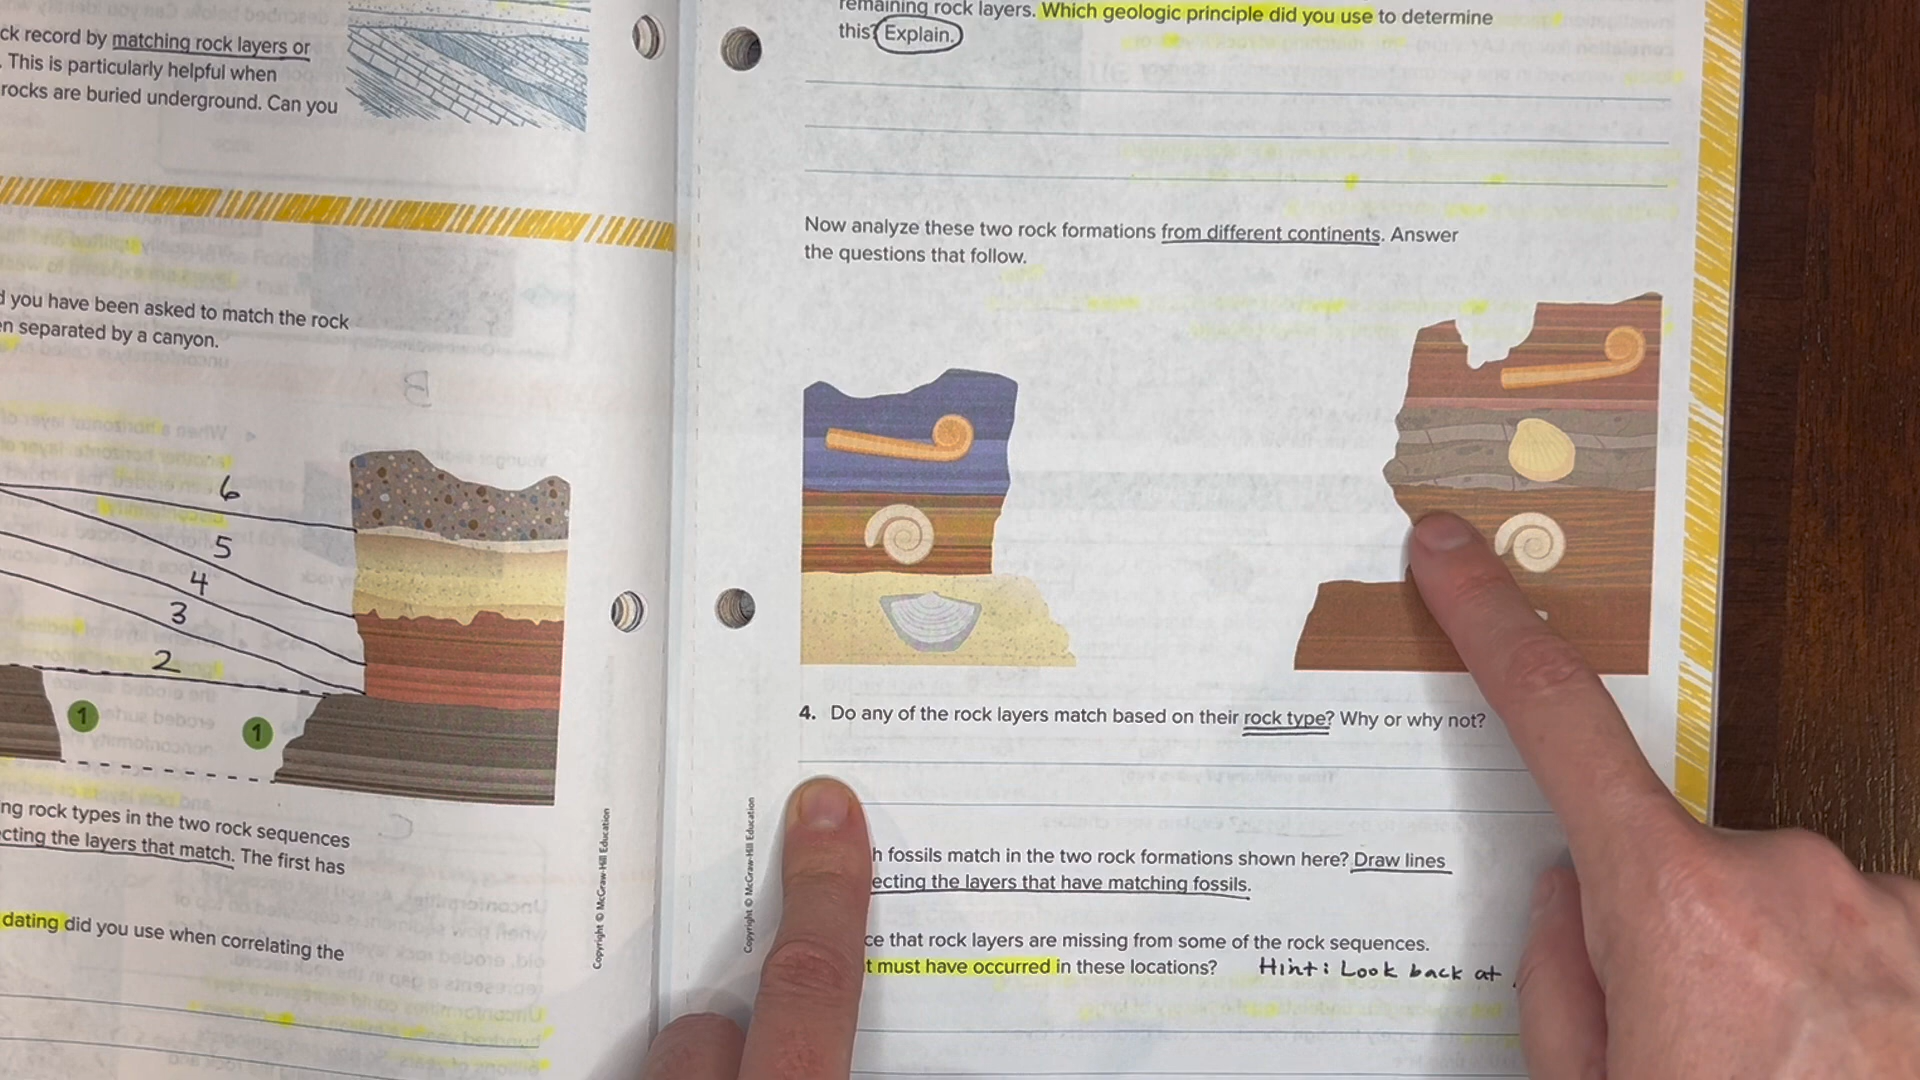 ck record by matching rock layers or
. This is particularly helpful when
rocks are buried underground. Can you
d you have been asked to match the rock
en separated by a canyon.
6
5
4
3
2
1
1
ng rock types in the two rock sequences
cting the layers that match. The first has
dating did you use when correlating the
Copyright © McGraw-Hill Education
remaining rock layers. Which geologic principle did you use to determine
this? Explain.
Now analyze these two rock formations from different continents. Answer
the questions that follow.
4. Do any of the rock layers match based on their rock type? Why or why not?
h fossils match in the two rock formations shown here? Draw lines
ecting the layers that have matching fossils.
ce that rock layers are missing from some of the rock sequences.
t must have occurred in these locations? Hint: Look back at
Copyright © McGraw-Hill Education